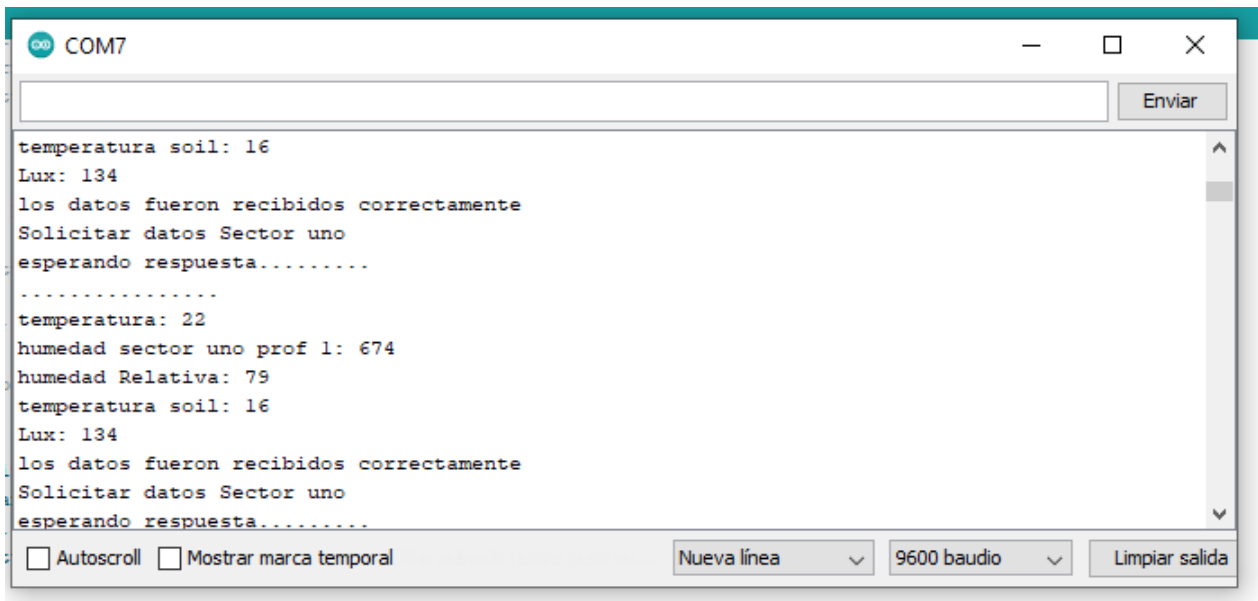 COM7
Enviar
temperatura soil: 16
Lux: 134
los datos fueron recibidos correctamente
Solicitar datos Sector uno
esperando respuesta.........
................
temperatura: 22
humedad sector uno prof 1: 674
humedad Relativa: 79
temperatura soil: 16
Lux: 134
los datos fueron recibidos correctamente
Solicitar datos Sector uno
esperando respuesta.........
Autoscroll Mostrar marca temporal Nueva línea 9600 baudio Limpiar salida